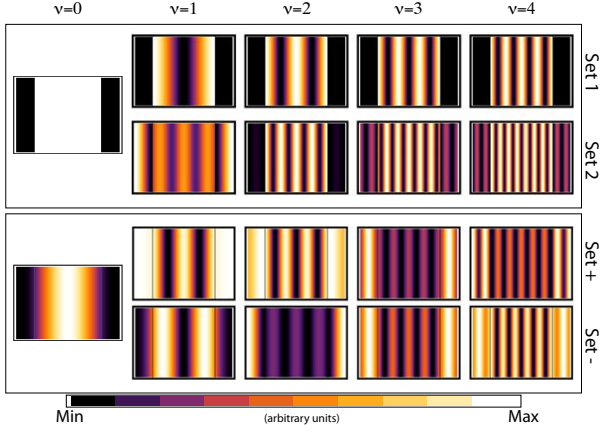 ν=0 ν=1 ν=2 ν=3 ν=4
Set 1
Set 2
Set +
Set -
Min (arbitrary units) Max